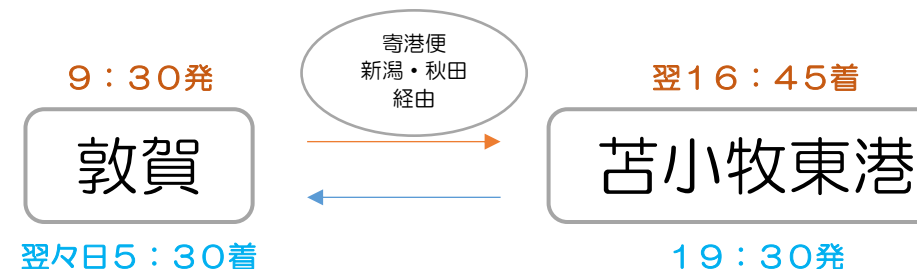 寄港便
新潟・秋田
経由
9：30発
翌16：45着
敦賀
苫小牧東港
翌々日5：30着
19：30発